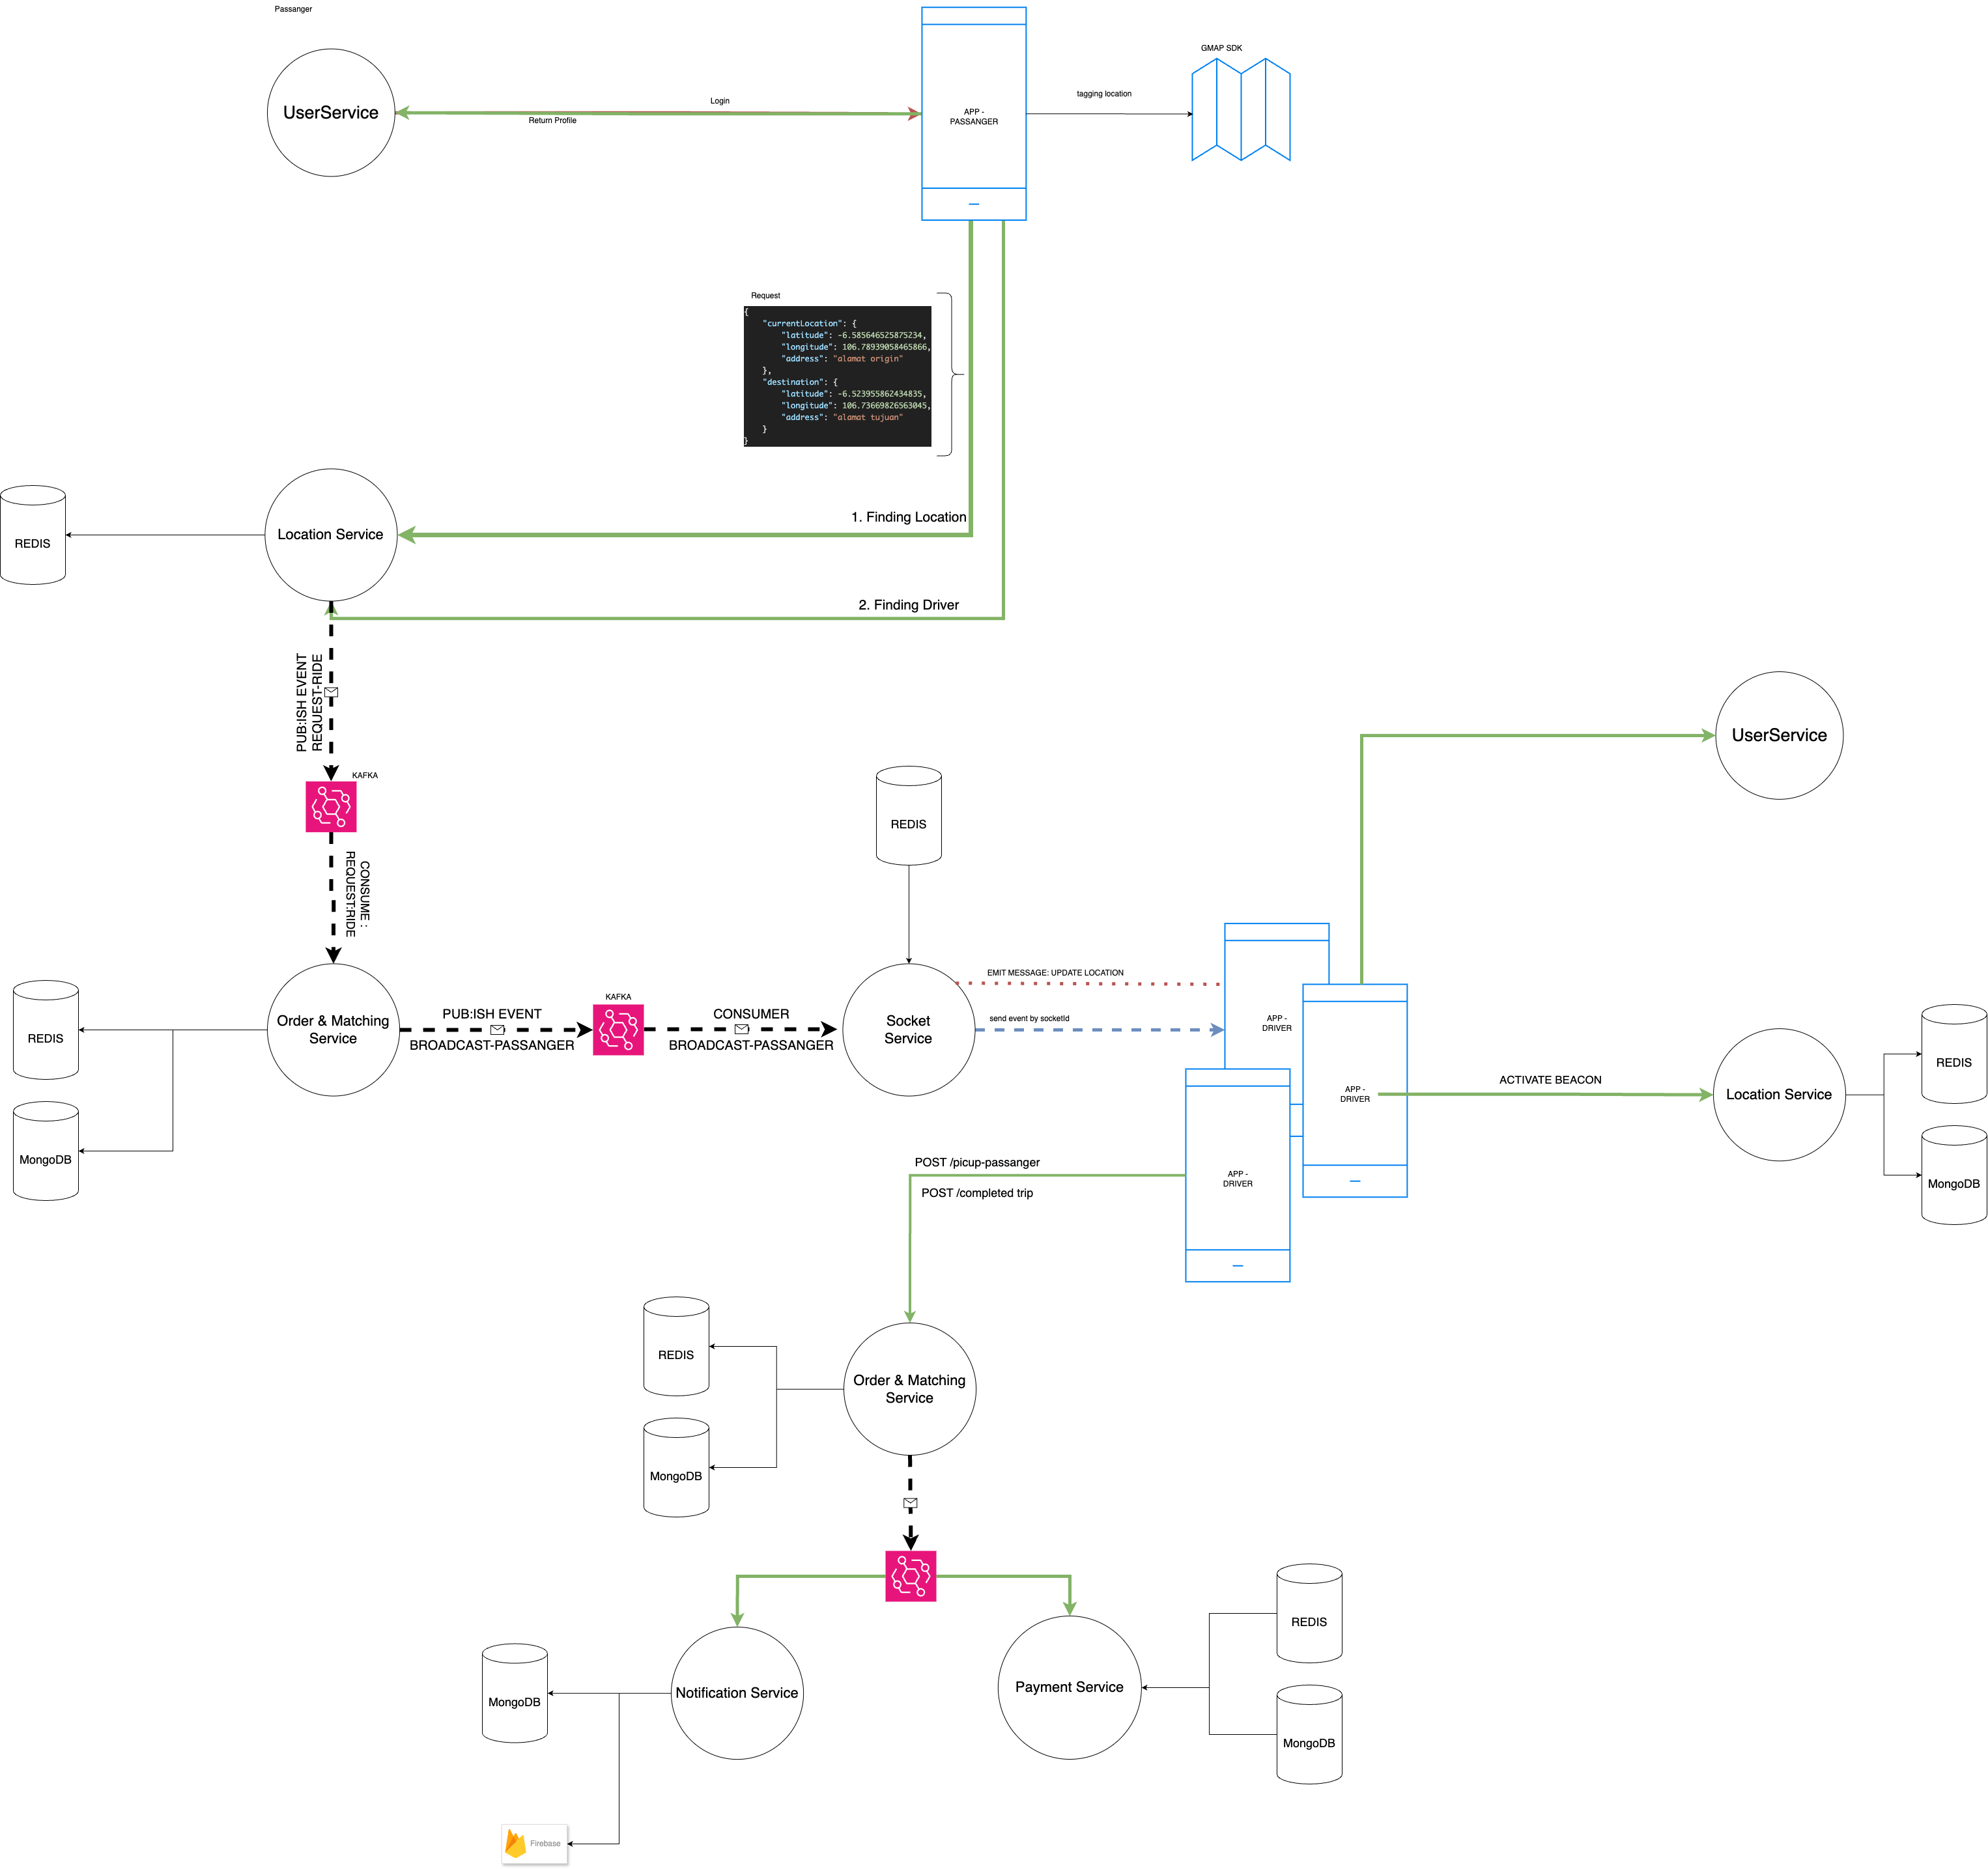 Passanger
GMAP SDK
UserService
Login
Return Profile
APP -
PASSANGER
tagging location
Request
{
"currentLocation": {
"latitude": -6.585646525875234,
"longitude": 106.78939058465866,
"address": "alamat origin"
},
"destination": {
"latitude": -6.523955862434835,
"longitude": 106.73669826563045,
"address": "alamat tujuan"
}
}
1. Finding Location
Location Service
REDIS
2. Finding Driver
PUB:ISH EVENT
REQUEST-RIDE
KAFKA
CONSUME :
REQUEST:RIDE
REDIS
UserService
REDIS
MongoDB
Order & Matching
Service
PUB:ISH EVENT
BROADCAST-PASSANGER
KAFKA
CONSUMER
BROADCAST-PASSANGER
Socket
Service
EMIT MESSAGE: UPDATE LOCATION
send event by socketId
APP -
DRIVER
APP -
DRIVER
APP -
DRIVER
ACTIVATE BEACON
Location Service
REDIS
MongoDB
POST /picup-passanger
POST /completed trip
REDIS
MongoDB
Order & Matching
Service
MongoDB
Notification Service
Payment Service
REDIS
MongoDB
Firebase